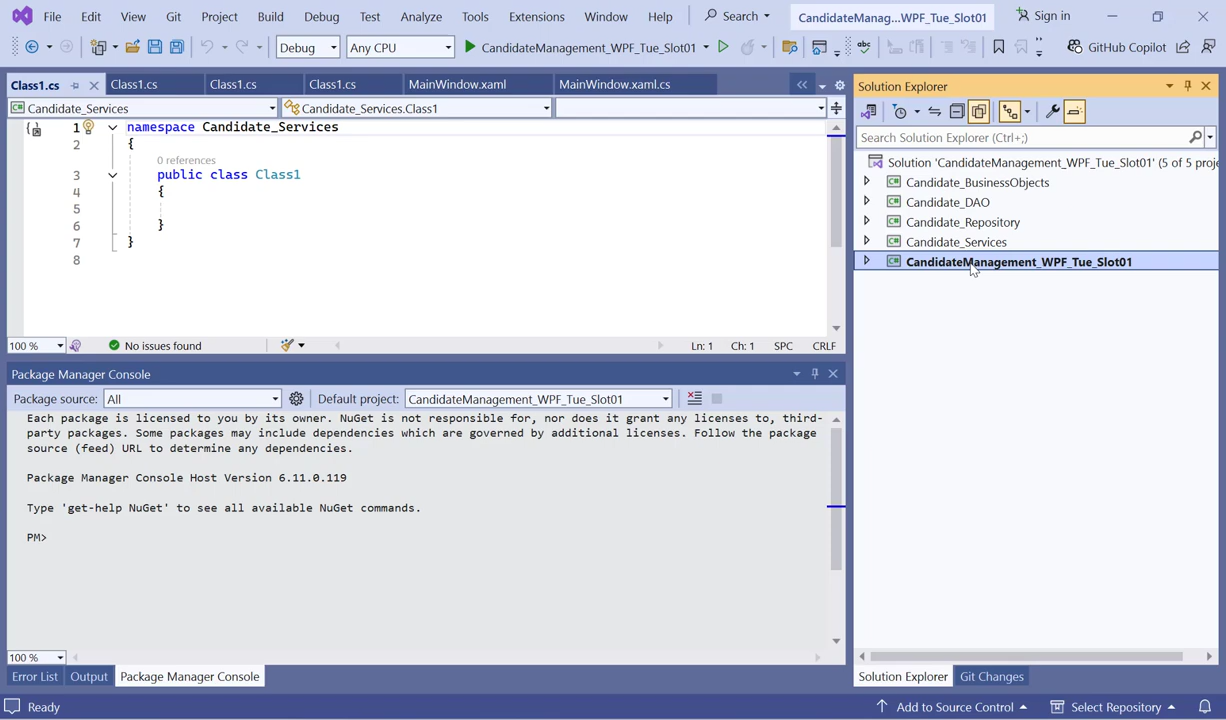 File Edit View Git Project Build Debug Test Analyze Tools Extensions Window Help Search CandidateManag...WPF_Tue_Slot01 Sign in
Debug Any CPU CandidateManagement_WPF_Tue_Slot01 GitHub Copilot
Class1.cs Class1.cs Class1.cs Class1.cs MainWindow.xaml MainWindow.xaml.cs
Candidate_Services Candidate_Services.Class1
1 namespace Candidate_Services
2 {
0 references
3 public class Class1
4 {
5
6 }
7 }
8
100 % No issues found Ln: 1 Ch: 1 SPC CRLF
Package Manager Console
Package source: All Default project: CandidateManagement_WPF_Tue_Slot01
Each package is licensed to you by its owner. NuGet is not responsible for, nor does it grant any licenses to, third-
party packages. Some packages may include dependencies which are governed by additional licenses. Follow the package
source (feed) URL to determine any dependencies.
Package Manager Console Host Version 6.11.0.119
Type 'get-help NuGet' to see all available NuGet commands.
PM>
100 %
Error List Output Package Manager Console
Solution Explorer
Search Solution Explorer (Ctrl+;)
Solution 'CandidateManagement_WPF_Tue_Slot01' (5 of 5 proje
Candidate_BusinessObjects
Candidate_DAO
Candidate_Repository
Candidate_Services
CandidateManagement_WPF_Tue_Slot01
Solution Explorer Git Changes
Ready Add to Source Control Select Repository